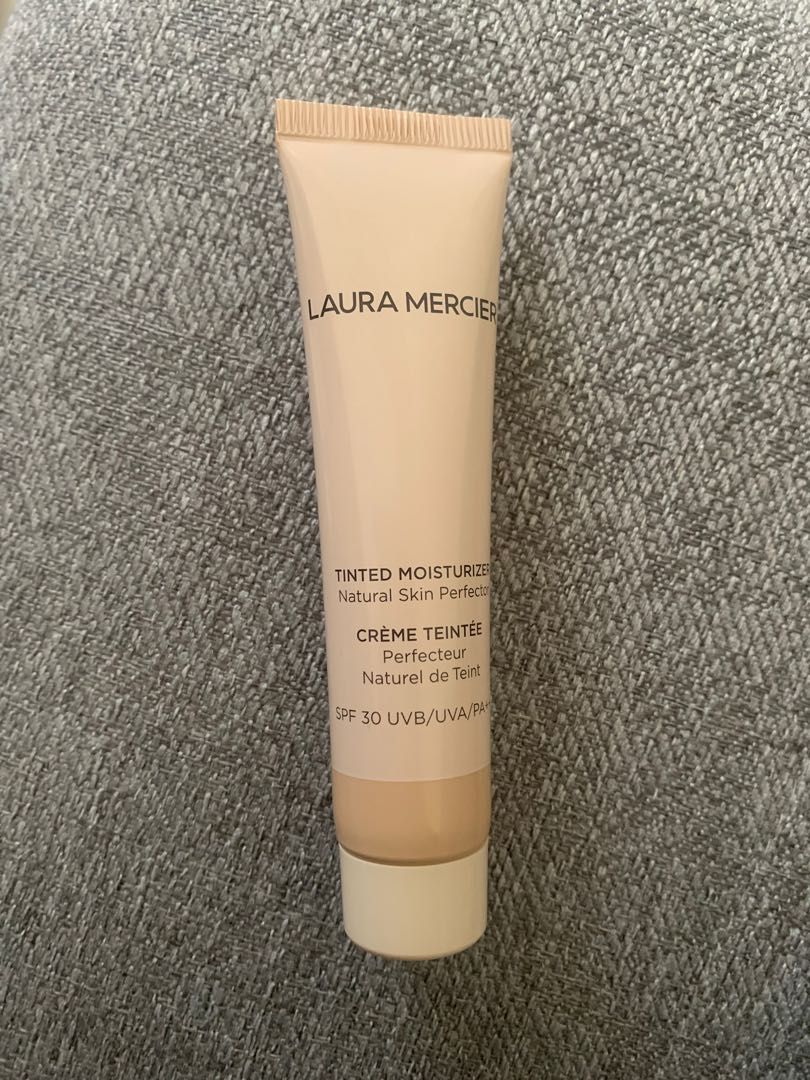 LAURA MERCIER
TINTED MOISTURIZER
Natural Skin Perfector
CRÈME TEINTÉE
Perfecteur
Naturel de Teint
SPF 30 UVB/UVA/PA+